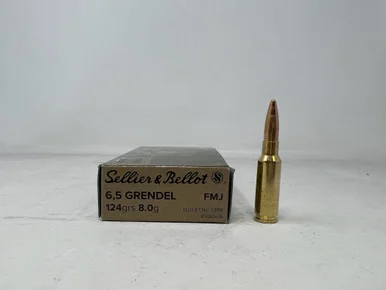 Sellier & Bellot
6,5 GRENDEL FMJ
124grs 8.0g